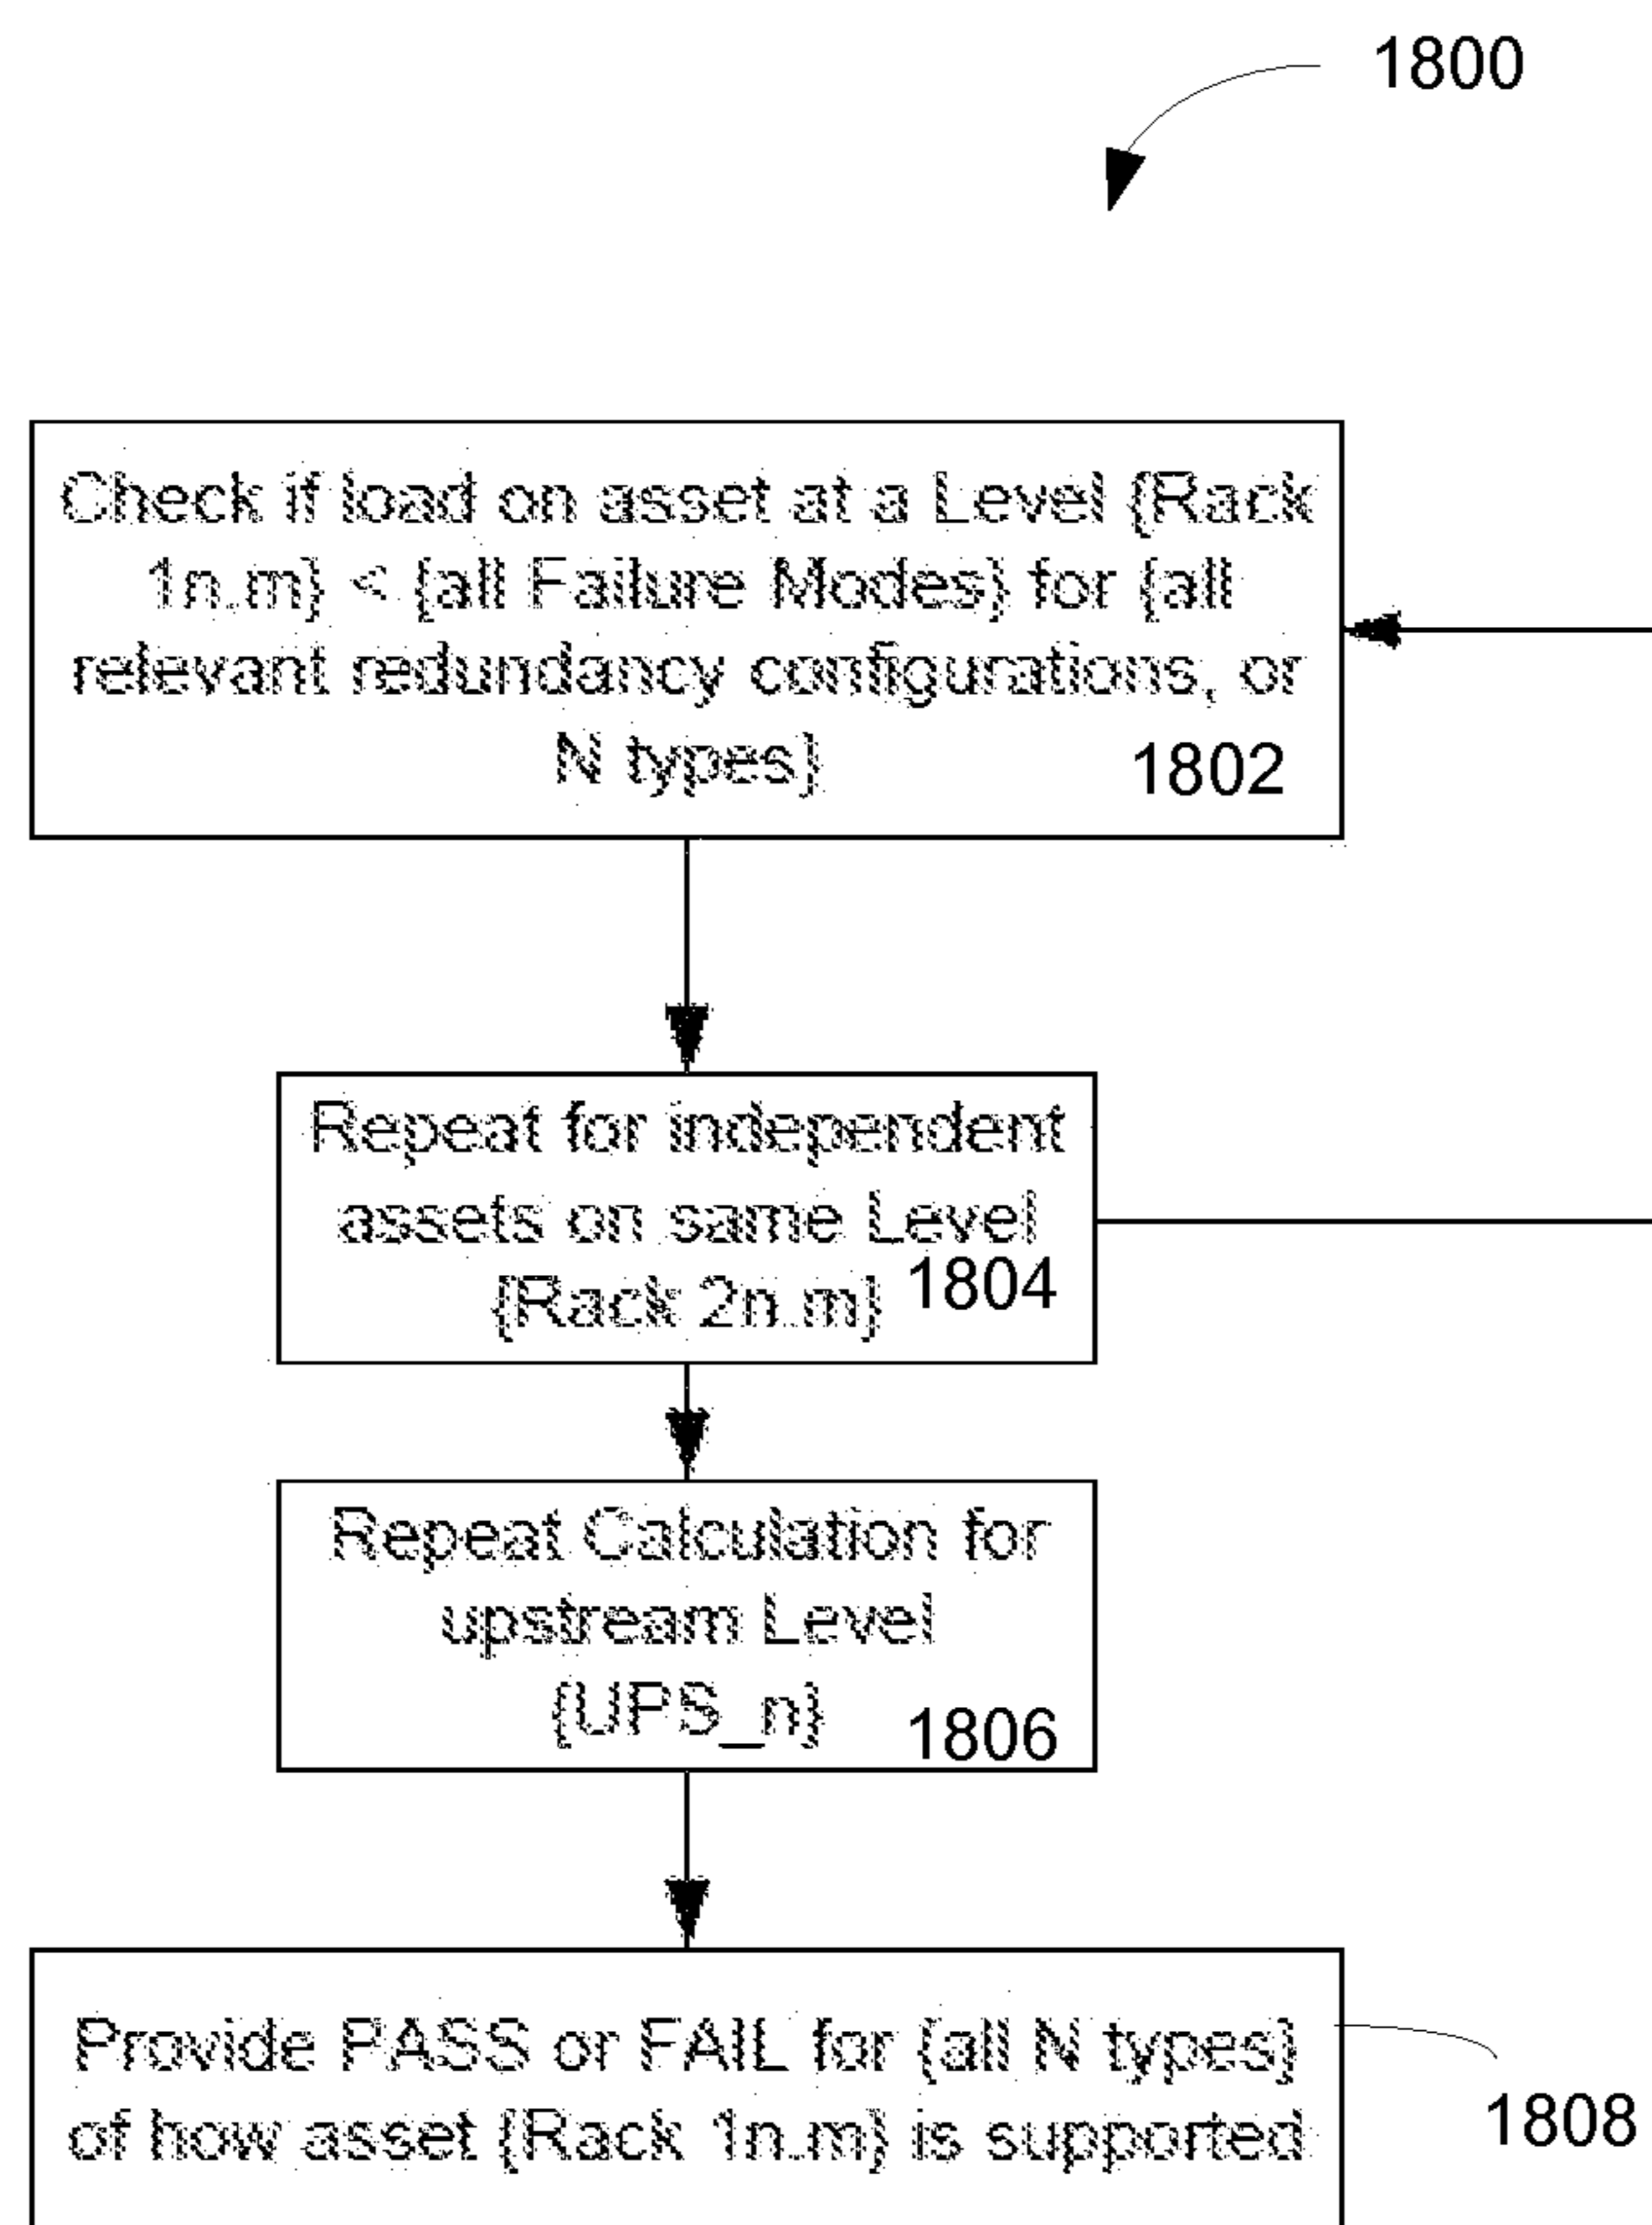 1800
Check if load on asset at a Level {Rack
1n.m} < {all Failure Modes} for {all
relevant redundancy configurations, or
N types}
1802
Repeat for independent
assets on same Level
{Rack 2n.m}
1804
Repeat Calculation for
upstream Level
{UPS_n}
1806
Provide PASS or FAIL for {all N types}
of how asset {Rack 1n.m} is supported
1808